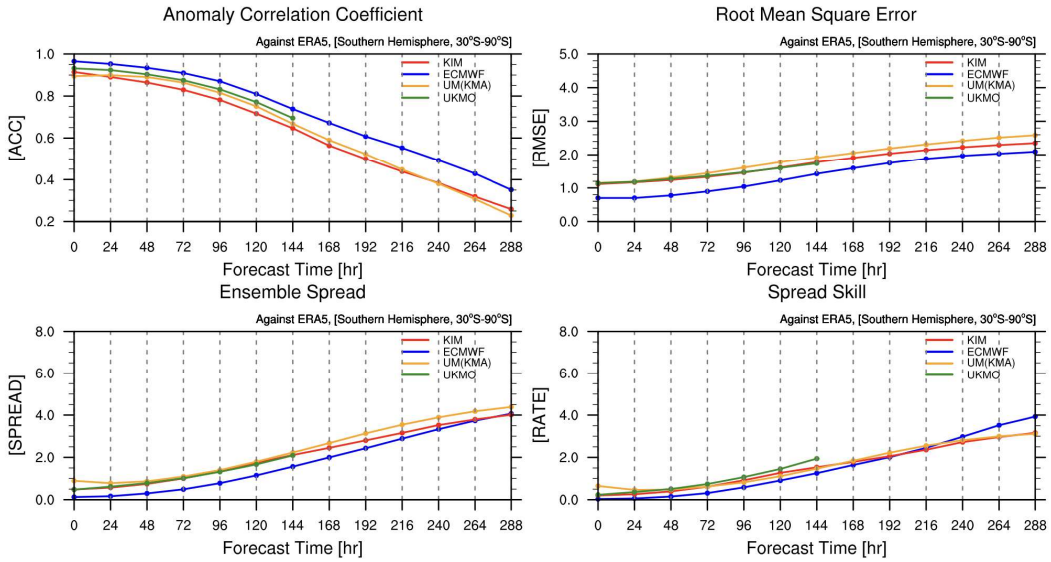 Anomaly Correlation Coefficient
Against ERA5, [Southern Hemisphere, 30°S-90°S]
[ACC]
1.0
0.8
0.6
0.4
0.2
KIM
ECMWF
UM(KMA)
UKMO
0 24 48 72 96 120 144 168 192 216 240 264 288
Forecast Time [hr]
Root Mean Square Error
Against ERA5, [Southern Hemisphere, 30°S-90°S]
[RMSE]
5.0
4.0
3.0
2.0
1.0
0.0
KIM
ECMWF
UM(KMA)
UKMO
0 24 48 72 96 120 144 168 192 216 240 264 288
Forecast Time [hr]
Ensemble Spread
Against ERA5, [Southern Hemisphere, 30°S-90°S]
[SPREAD]
8.0
6.0
4.0
2.0
0.0
KIM
ECMWF
UM(KMA)
UKMO
0 24 48 72 96 120 144 168 192 216 240 264 288
Forecast Time [hr]
Spread Skill
Against ERA5, [Southern Hemisphere, 30°S-90°S]
[RATE]
8.0
6.0
4.0
2.0
0.0
KIM
ECMWF
UM(KMA)
UKMO
0 24 48 72 96 120 144 168 192 216 240 264 288
Forecast Time [hr]